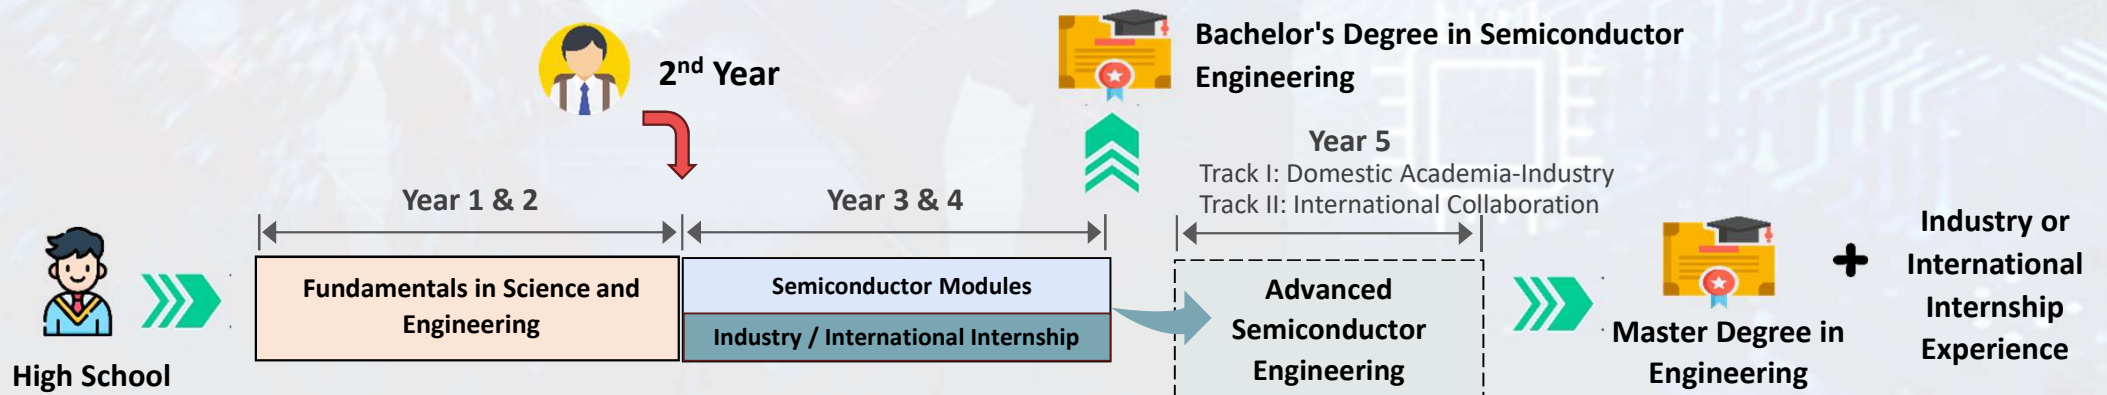 2nd Year
Bachelor's Degree in Semiconductor
Engineering
Year 5
Track I: Domestic Academia-Industry
Track II: International Collaboration
Year 1 & 2
Year 3 & 4
High School
Fundamentals in Science and
Engineering
Semiconductor Modules
Industry / International Internship
Advanced
Semiconductor
Engineering
Master Degree in
Engineering
Industry or
International
Internship
Experience